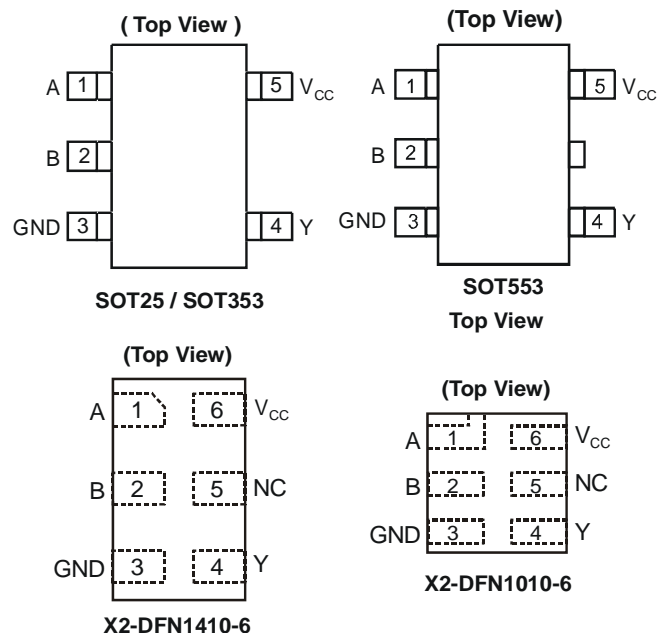 ( Top View )
A 1 5 VCC
B 2
GND 3 4 Y
SOT25 / SOT353
(Top View)
A 1 5 VCC
B 2
GND 3 4 Y
SOT553
Top View
(Top View)
A 1 6 VCC
B 2 5 NC
GND 3 4 Y
X2-DFN1410-6
(Top View)
A 1 6 VCC
B 2 5 NC
GND 3 4 Y
X2-DFN1010-6